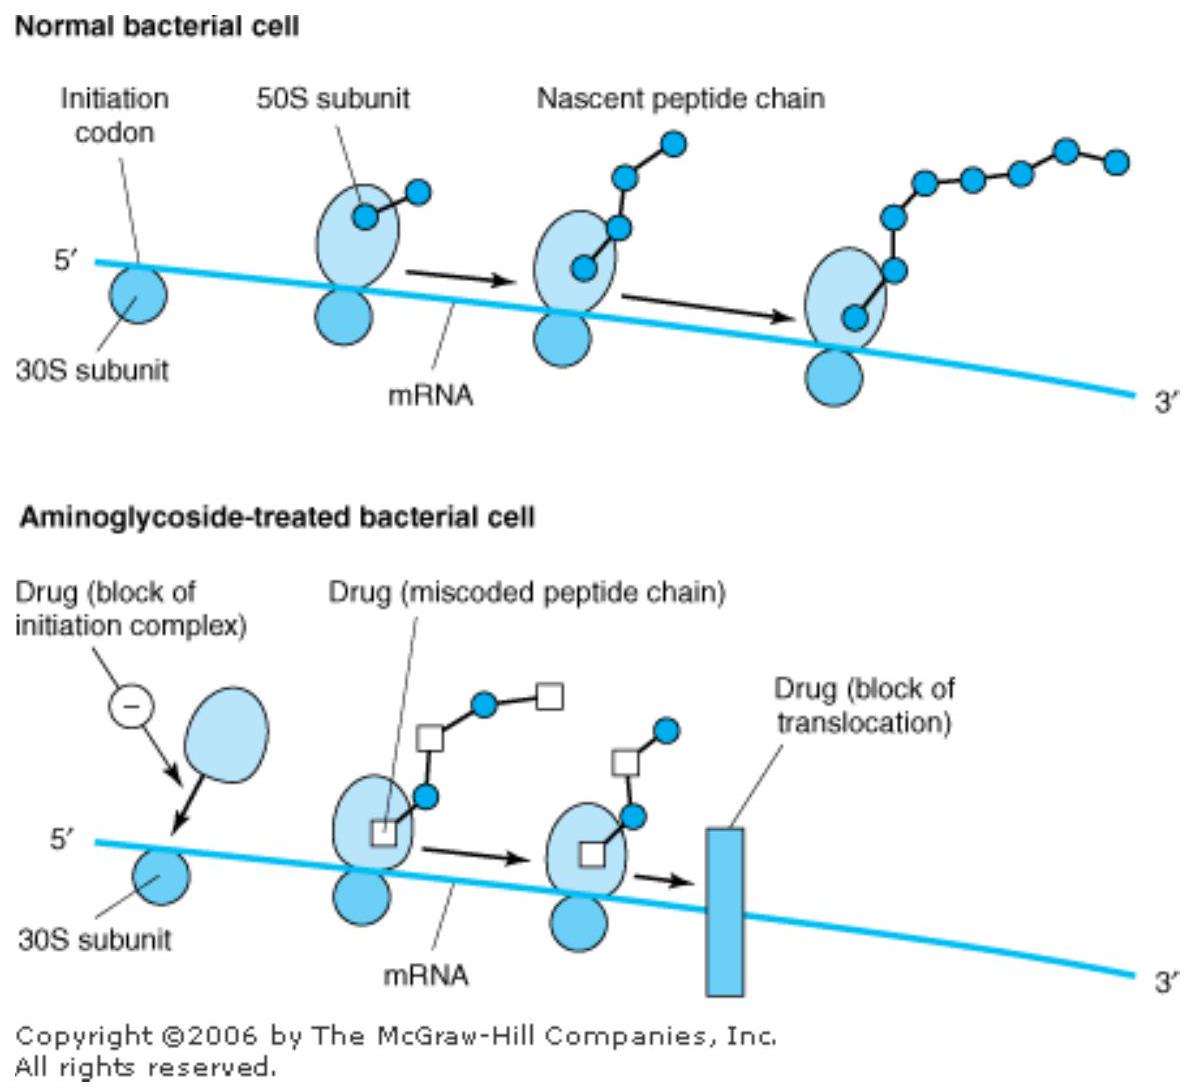 Normal bacterial cell
Initiation
codon
50S subunit
Nascent peptide chain
5′
30S subunit
mRNA
3′
Aminoglycoside-treated bacterial cell
Drug (block of
initiation complex)
Drug (miscoded peptide chain)
Drug (block of
translocation)
−
5′
30S subunit
mRNA
3′
Copyright ©2006 by The McGraw-Hill Companies, Inc.
All rights reserved.